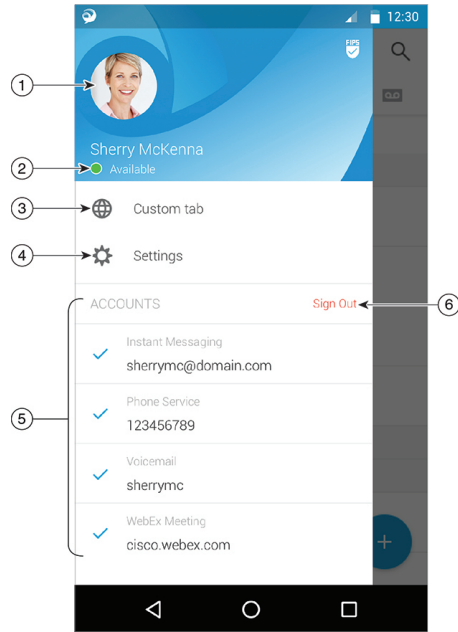 12:30
FIPS
1
Sherry McKenna
2
Available
3
Custom tab
4
Settings
ACCOUNTS
Sign Out
6
Instant Messaging
sherrymc@domain.com
5
Phone Service
123456789
Voicemail
sherrymc
WebEx Meeting
cisco.webex.com